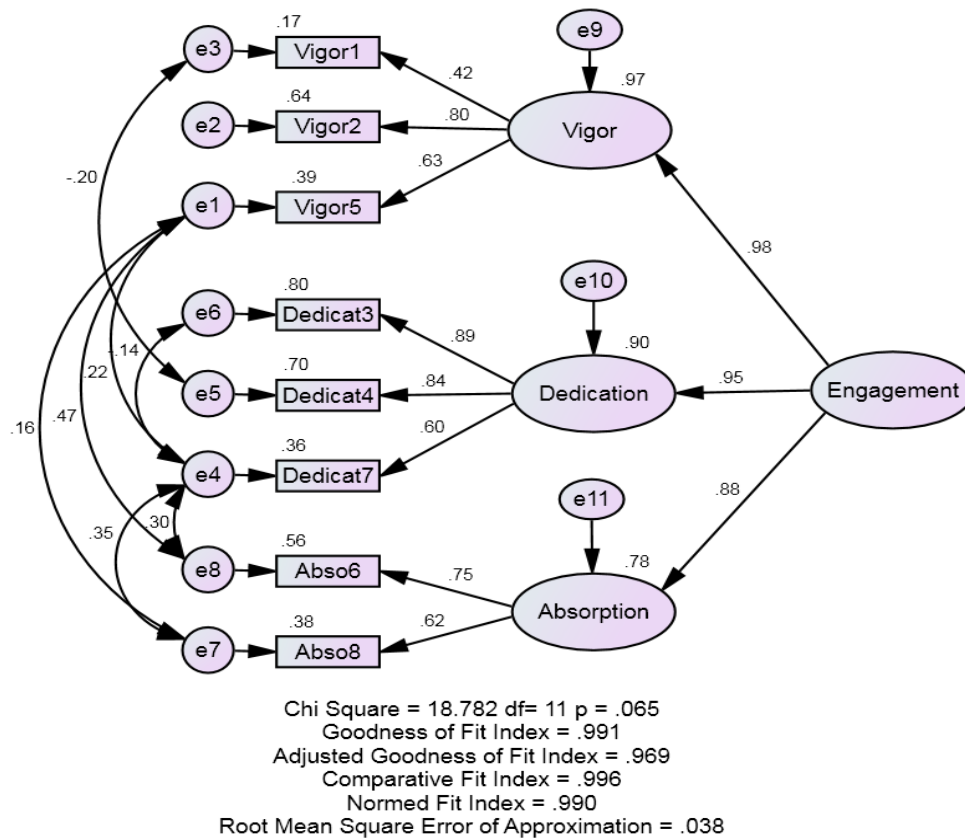 .17
e3
Vigor1
e9
.97
.42
.64
e2
Vigor2
.80
Vigor
-.20
.39
.63
e1
Vigor5
.98
e10
.80
e6
Dedicat3
.89
.90
-.14
.22
.70
e5
Dedicat4
.84
Dedication
.95
Engagement
.16
.47
.60
.36
e4
Dedicat7
e11
.88
.35
.30
.56
e8
Abso6
.75
.78
Absorption
.62
.38
e7
Abso8
Chi Square = 18.782 df= 11 p = .065
Goodness of Fit Index = .991
Adjusted Goodness of Fit Index = .969
Comparative Fit Index = .996
Normed Fit Index = .990
Root Mean Square Error of Approximation = .038